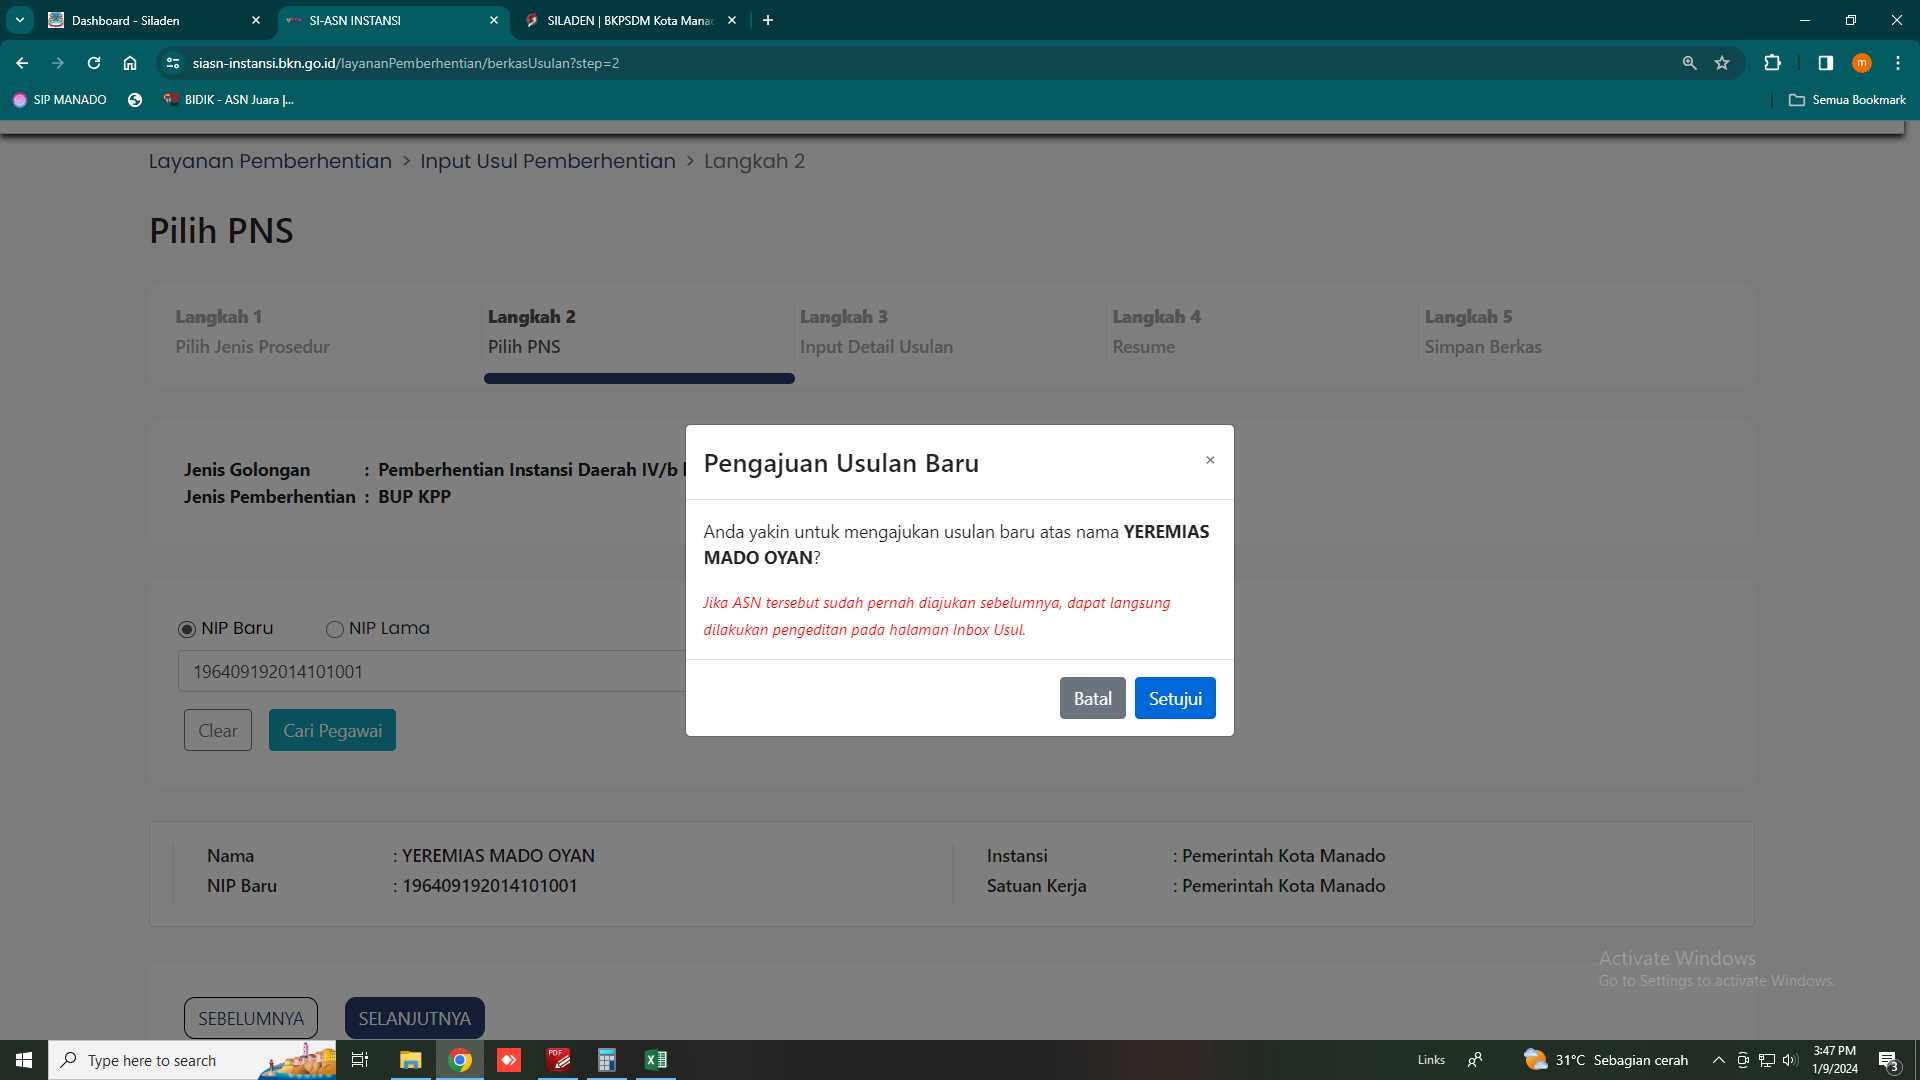 Dashboard - Siladen
SI-ASN INSTANSI
SILADEN | BKPSDM Kota Mana
siasn-instansi.bkn.go.id/layananPemberhentian/berkasUsulan?step=2
m
SIP MANADO
BIDIK - ASN Juara |...
Semua Bookmark
Layanan Pemberhentian > Input Usul Pemberhentian > Langkah 2
Pilih PNS
Langkah 1
Pilih Jenis Prosedur
Langkah 2
Pilih PNS
Langkah 3
Input Detail Usulan
Langkah 4
Resume
Langkah 5
Simpan Berkas
Jenis Golongan : Pemberhentian Instansi Daerah IV/b
Jenis Pemberhentian : BUP KPP
Pengajuan Usulan Baru
×
Anda yakin untuk mengajukan usulan baru atas nama YEREMIAS
MADO OYAN?
Jika ASN tersebut sudah pernah diajukan sebelumnya, dapat langsung
dilakukan pengeditan pada halaman Inbox Usul.
Batal Setujui
NIP Baru NIP Lama
196409192014101001
Clear Cari Pegawai
Nama : YEREMIAS MADO OYAN
NIP Baru : 196409192014101001
Instansi : Pemerintah Kota Manado
Satuan Kerja : Pemerintah Kota Manado
Activate Windows
Go to Settings to activate Windows.
SEBELUMNYA SELANJUTNYA
Type here to search
PDF
Links
31°C Sebagian cerah
3:47 PM
1/9/2024
3